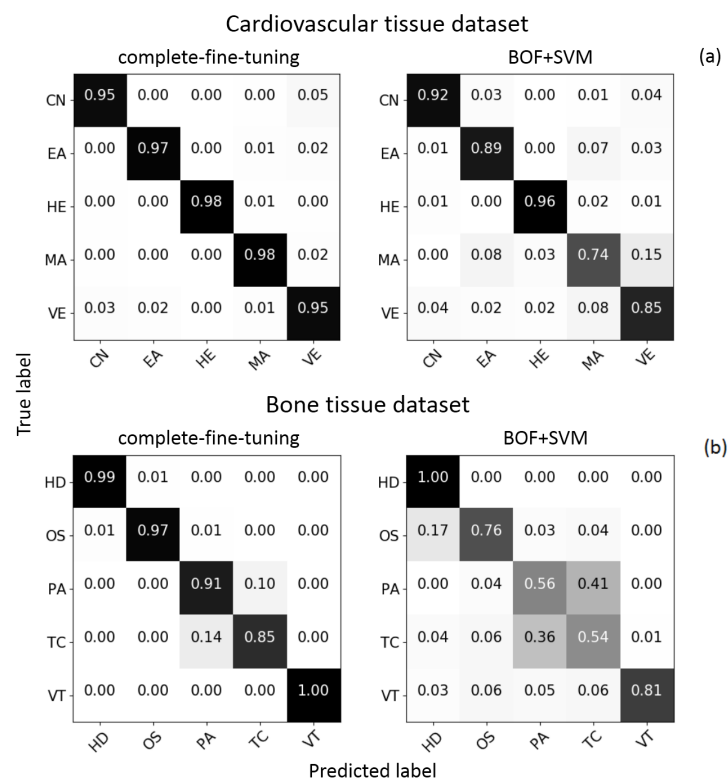 Cardiovascular tissue dataset
complete-fine-tuning BOF+SVM (a)
CN 0.95 0.00 0.00 0.00 0.05 CN 0.92 0.03 0.00 0.01 0.04
EA 0.00 0.97 0.00 0.01 0.02 EA 0.01 0.89 0.00 0.07 0.03
HE 0.00 0.00 0.98 0.01 0.00 HE 0.01 0.00 0.96 0.02 0.01
MA 0.00 0.00 0.00 0.98 0.02 MA 0.00 0.08 0.03 0.74 0.15
VE 0.03 0.02 0.00 0.01 0.95 VE 0.04 0.02 0.02 0.08 0.85
CN EA HE MA VE CN EA HE MA VE
True label
Bone tissue dataset
complete-fine-tuning BOF+SVM (b)
HD 0.99 0.01 0.00 0.00 0.00 HD 1.00 0.00 0.00 0.00 0.00
OS 0.01 0.97 0.01 0.00 0.00 OS 0.17 0.76 0.03 0.04 0.00
PA 0.00 0.00 0.91 0.10 0.00 PA 0.00 0.04 0.56 0.41 0.00
TC 0.00 0.00 0.14 0.85 0.00 TC 0.04 0.06 0.36 0.54 0.01
VT 0.00 0.00 0.00 0.00 1.00 VT 0.03 0.06 0.05 0.06 0.81
HD OS PA TC VT HD OS PA TC VT
Predicted label